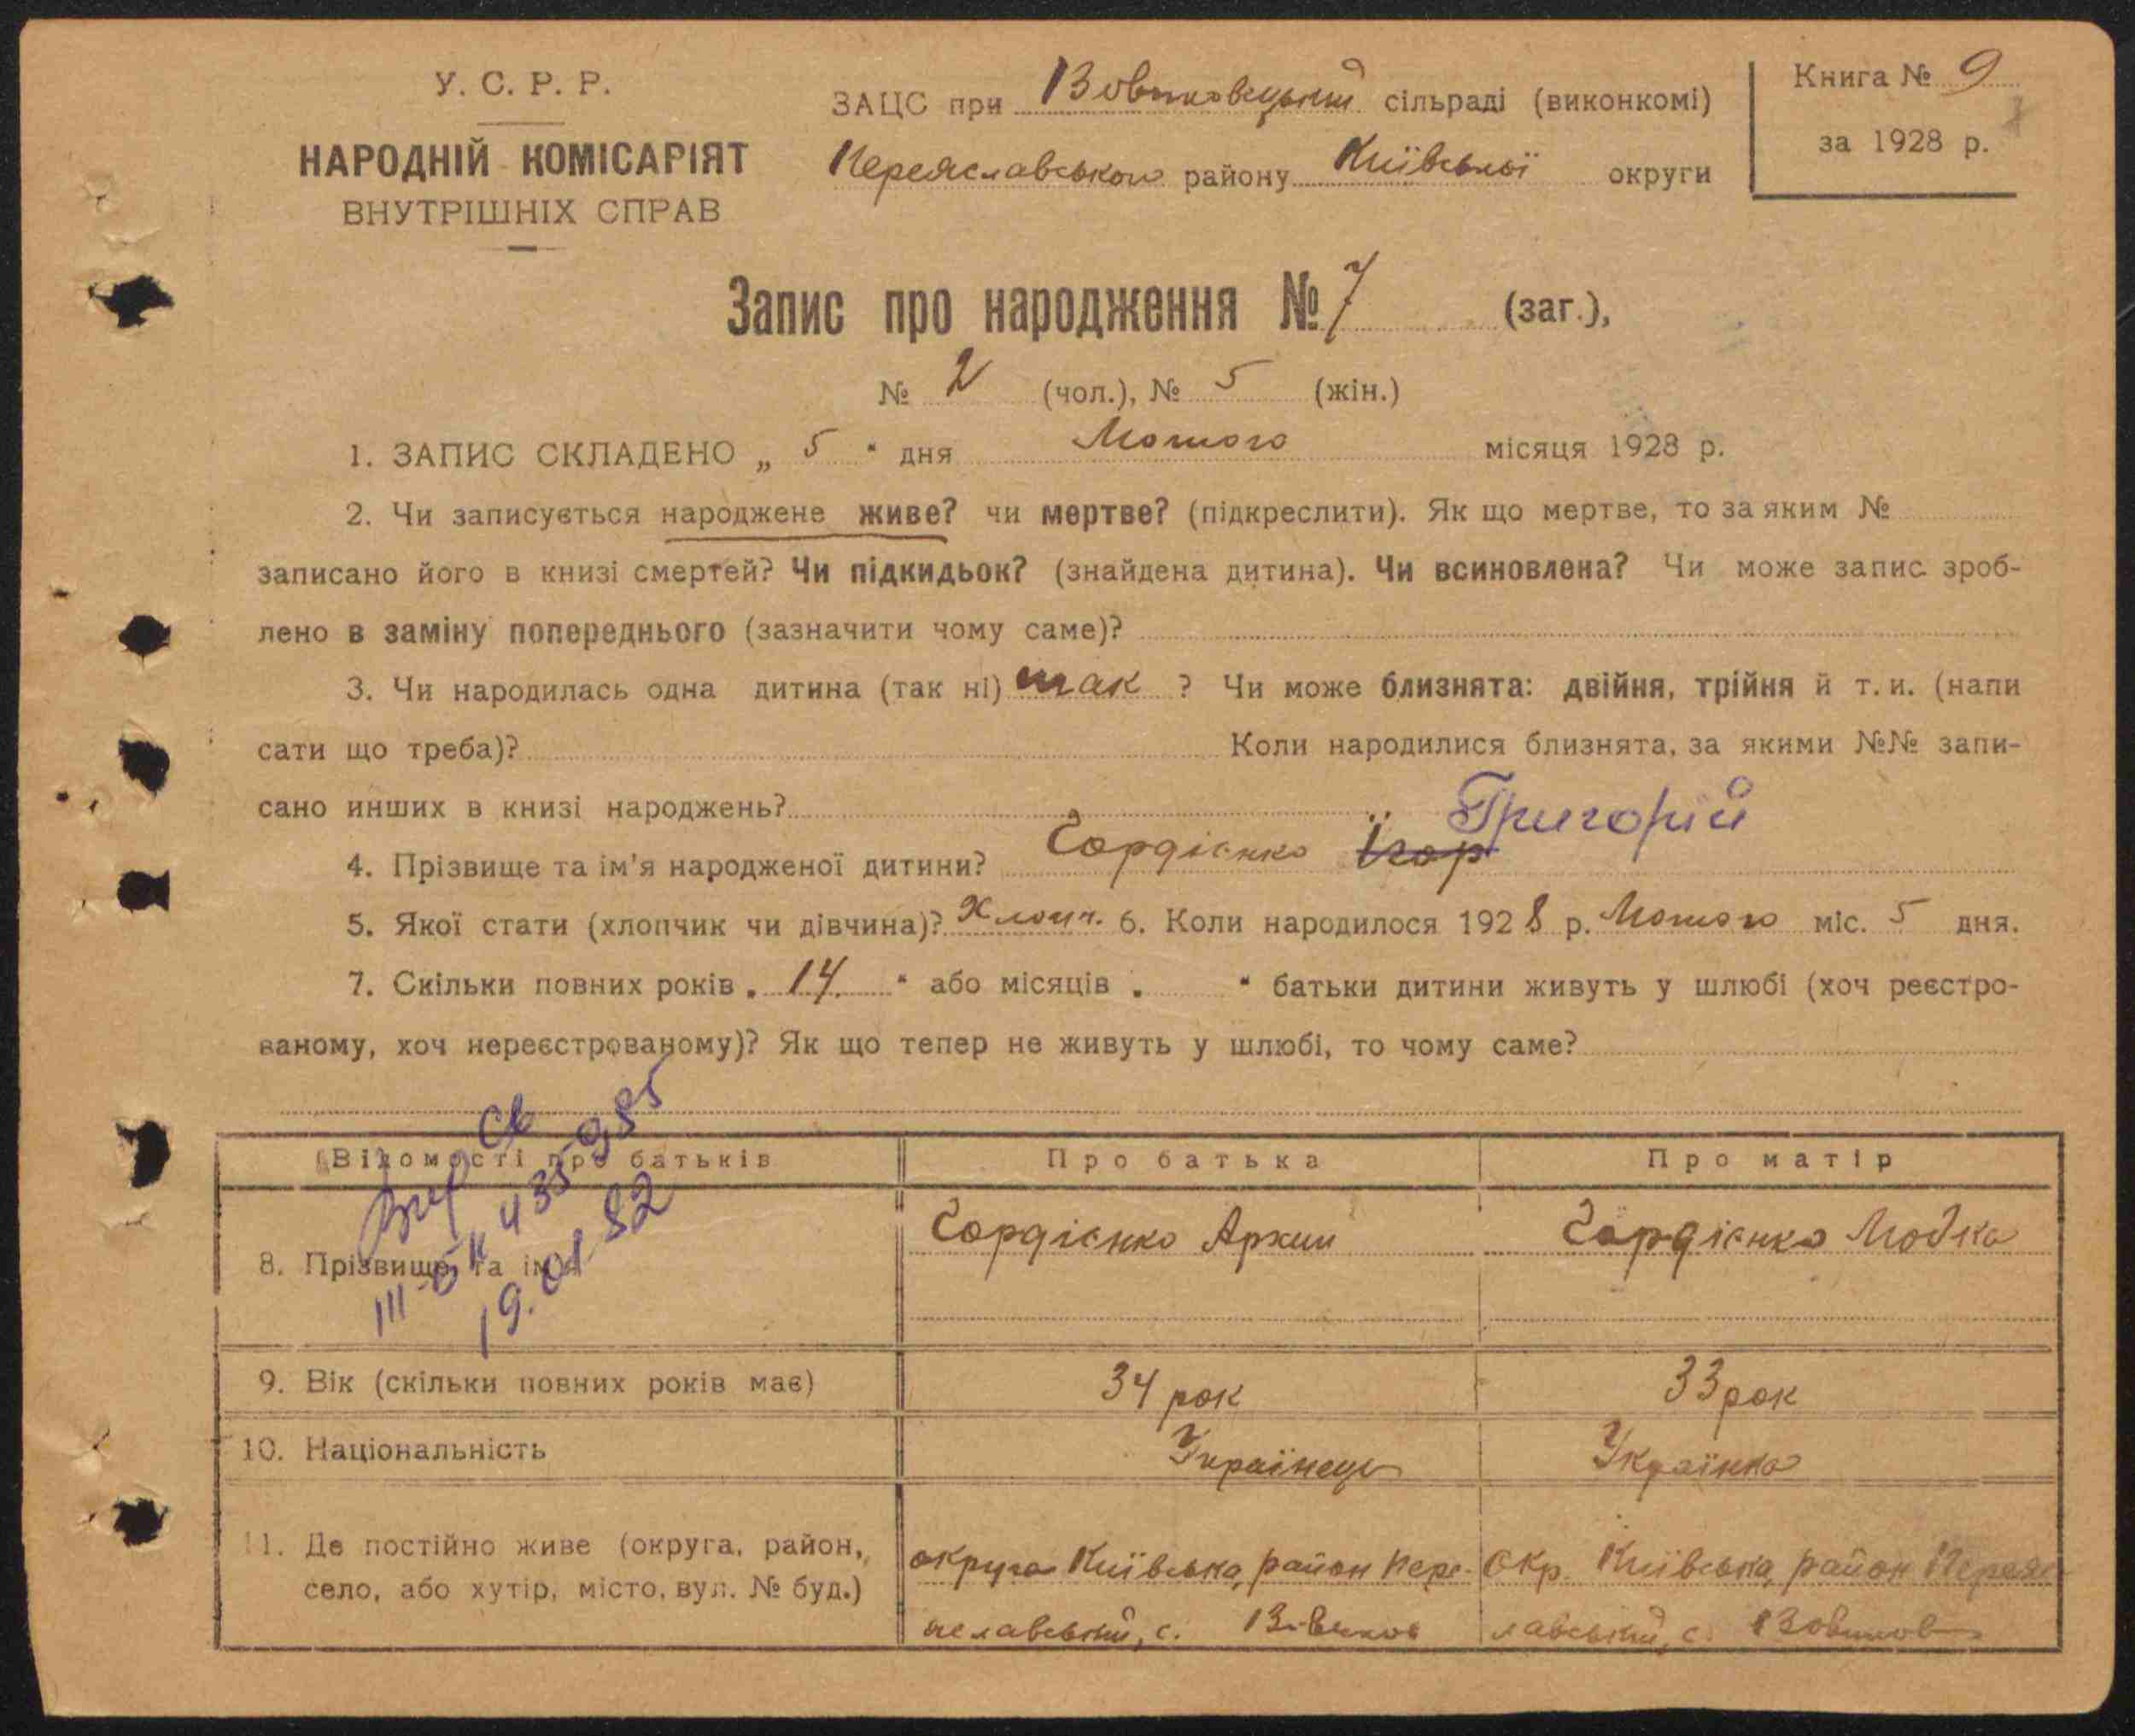 У. С. Р. Р.
НАРОДНІЙ КОМІСАРІЯТ
ВНУТРІШНІХ СПРАВ
ЗАЦС при сільраді (виконкомі)
Переяславського району Київської округи
Книга № 9
за 1928 р.
Запис про народження № 7 (заг.),
№ 2 (чол.), № 5 (жін.)
1. ЗАПИС СКЛАДЕНО „ 5 " дня Лютого місяця 1928 р.
2. Чи записується народжене живе? чи мертве? (підкреслити). Як що мертве, то за яким №
записано його в книзі смертей? Чи підкидьок? (знайдена дитина). Чи всиновлена? Чи може запис зроб-
лено в заміну попереднього (зазначити чому саме)?
3. Чи народилась одна дитина (так ні) так ? Чи може близнята: двійня, трійня й т. и. (напи
сати що треба)? Коли народилися близнята, за якими №№ запи-
сано инших в книзі народжень?
4. Прізвище та ім'я народженої дитини? Гордієнко Їгор Григорій
5. Якої стати (хлопчик чи дівчина)? Хлопч. 6. Коли народилося 1928 р. Лютого міс. 5 дня.
7. Скільки повних років „ 14. " або місяців „ " батьки дитини живуть у шлюбі (хоч реєстро-
ваному, хоч нереєстрованому)? Як що тепер не живуть у шлюбі, то чому саме?
Відомості про батьків Про батька Про матір
8. Прізвище та ім'я Гордієнко Архип Гордієнко
19.01.82
9. Вік (скільки повних років має) 34 рок 33 рок
10. Національність Українець Українка
11. Де постійно живе (округа, район, село, або хутір, місто, вул. № буд.)
округа Київська, район Пере-
яславський, с.
Окр. Київська, район Переяс
лавський, с.